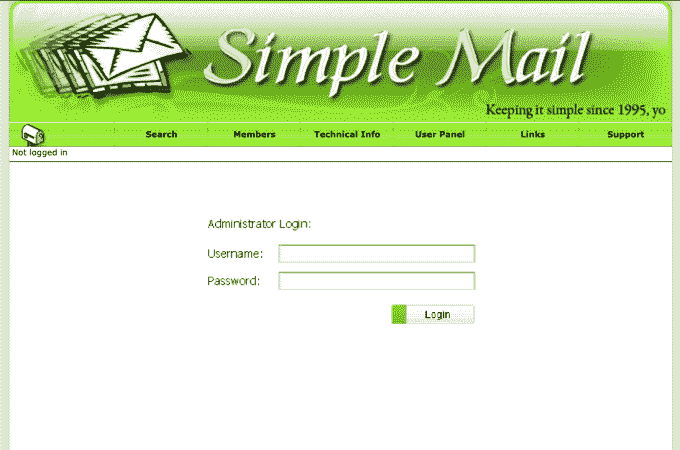 Simple Mail
Keeping it simple since 1995, yo
Search Members Technical Info User Panel Links Support
Not logged in
Administrator Login:
Username:
Password:
Login